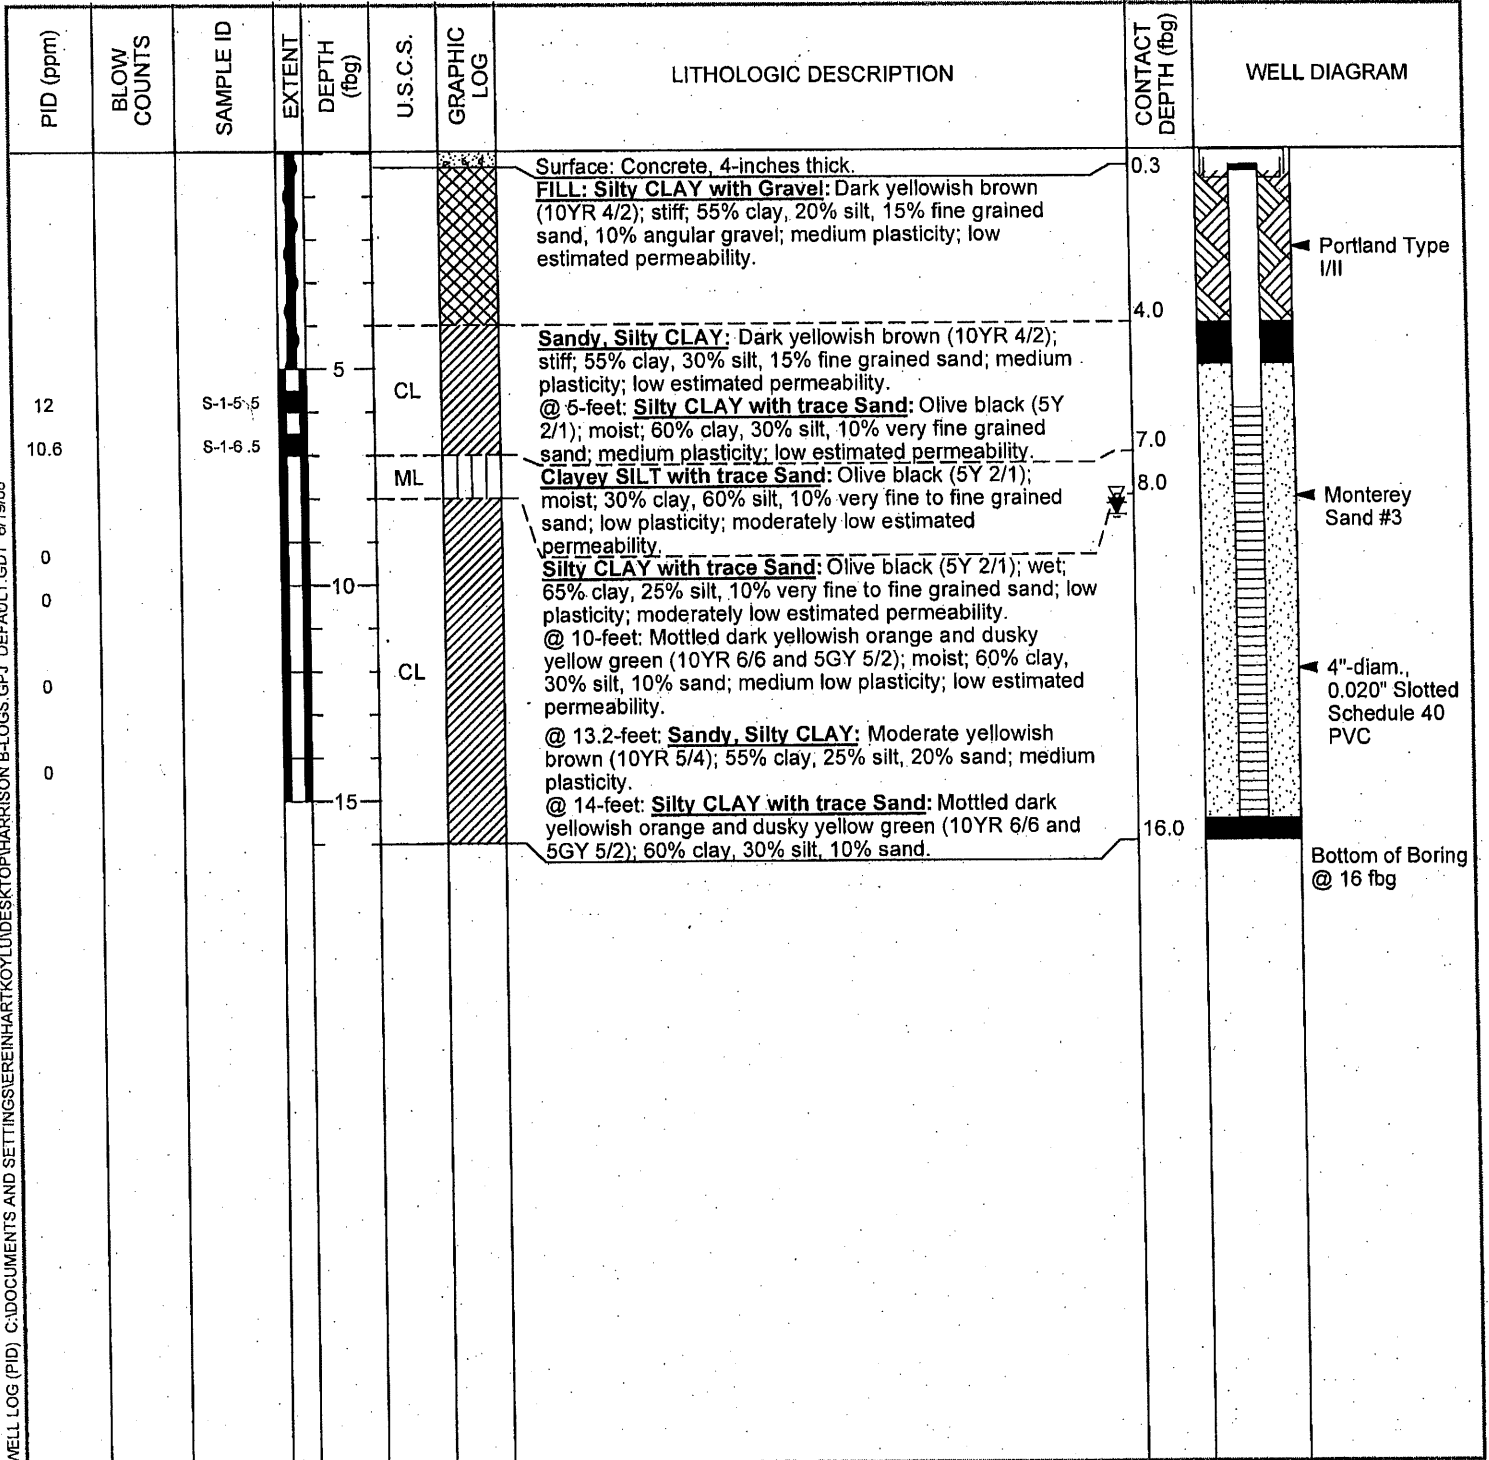 PID (ppm)
BLOW
COUNTS
SAMPLE ID
EXTENT
DEPTH
(fbg)
U.S.C.S.
GRAPHIC
LOG
LITHOLOGIC DESCRIPTION
CONTACT
DEPTH (fbg)
WELL DIAGRAM
Surface: Concrete, 4-inches thick.
0.3
FILL: Silty CLAY with Gravel: Dark yellowish brown
(10YR 4/2); stiff; 55% clay, 20% silt, 15% fine grained
sand, 10% angular gravel; medium plasticity; low
estimated permeability.
Portland Type
I/II
4.0
Sandy, Silty CLAY: Dark yellowish brown (10YR 4/2);
stiff; 55% clay, 30% silt, 15% fine grained sand; medium
plasticity; low estimated permeability.
5
CL
12
S-1-5.5
@ 5-feet: Silty CLAY with trace Sand: Olive black (5Y
2/1); moist; 60% clay, 30% silt, 10% very fine grained
sand; medium plasticity; low estimated permeability.
10.6
S-1-6.5
7.0
ML
Clayey SILT with trace Sand: Olive black (5Y 2/1);
moist; 30% clay, 60% silt, 10% very fine to fine grained
sand; low plasticity; moderately low estimated
permeability.
8.0
Monterey
Sand #3
0
Silty CLAY with trace Sand: Olive black (5Y 2/1); wet;
65% clay, 25% silt, 10% very fine to fine grained sand; low
plasticity; moderately low estimated permeability.
10
0
@ 10-feet: Mottled dark yellowish orange and dusky
yellow green (10YR 6/6 and 5GY 5/2); moist; 60% clay,
30% silt, 10% sand; medium low plasticity; low estimated
permeability.
CL
0
4"-diam.,
0.020" Slotted
Schedule 40
PVC
@ 13.2-feet: Sandy, Silty CLAY: Moderate yellowish
brown (10YR 5/4); 55% clay, 25% silt, 20% sand; medium
plasticity.
0
15
@ 14-feet: Silty CLAY with trace Sand: Mottled dark
yellowish orange and dusky yellow green (10YR 6/6 and
5GY 5/2); 60% clay, 30% silt, 10% sand.
16.0
Bottom of Boring
@ 16 fbg
WELL LOG (PID) C:\DOCUMENTS AND SETTINGS\EREINHARTKOYLU\DESKTOP\HARRISON B-LOGS.GPJ DEFAULT.GDT